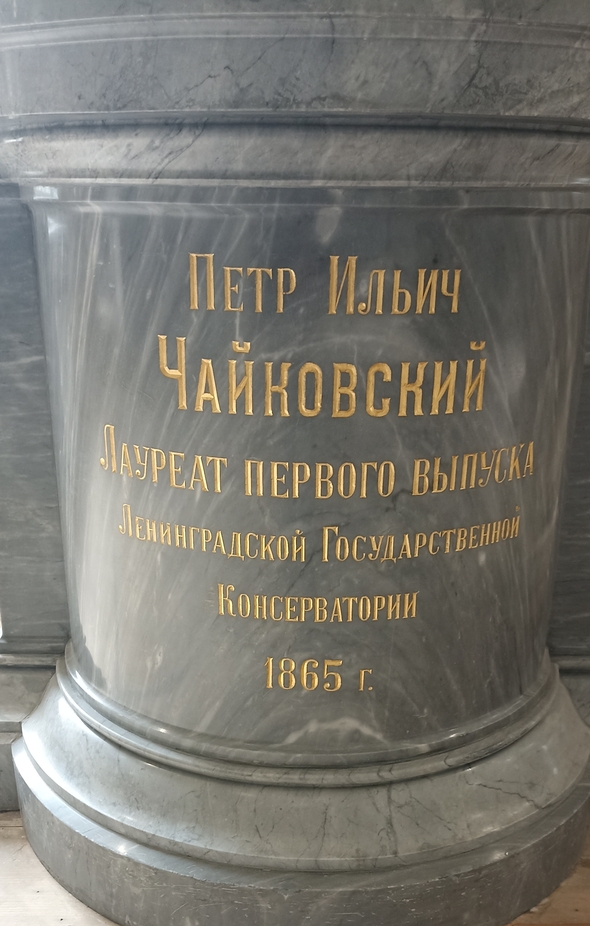 Петр Ильич
Чайковский
Лауреат первого выпуска
Ленинградской Государственной
Консерватории
1865 г.